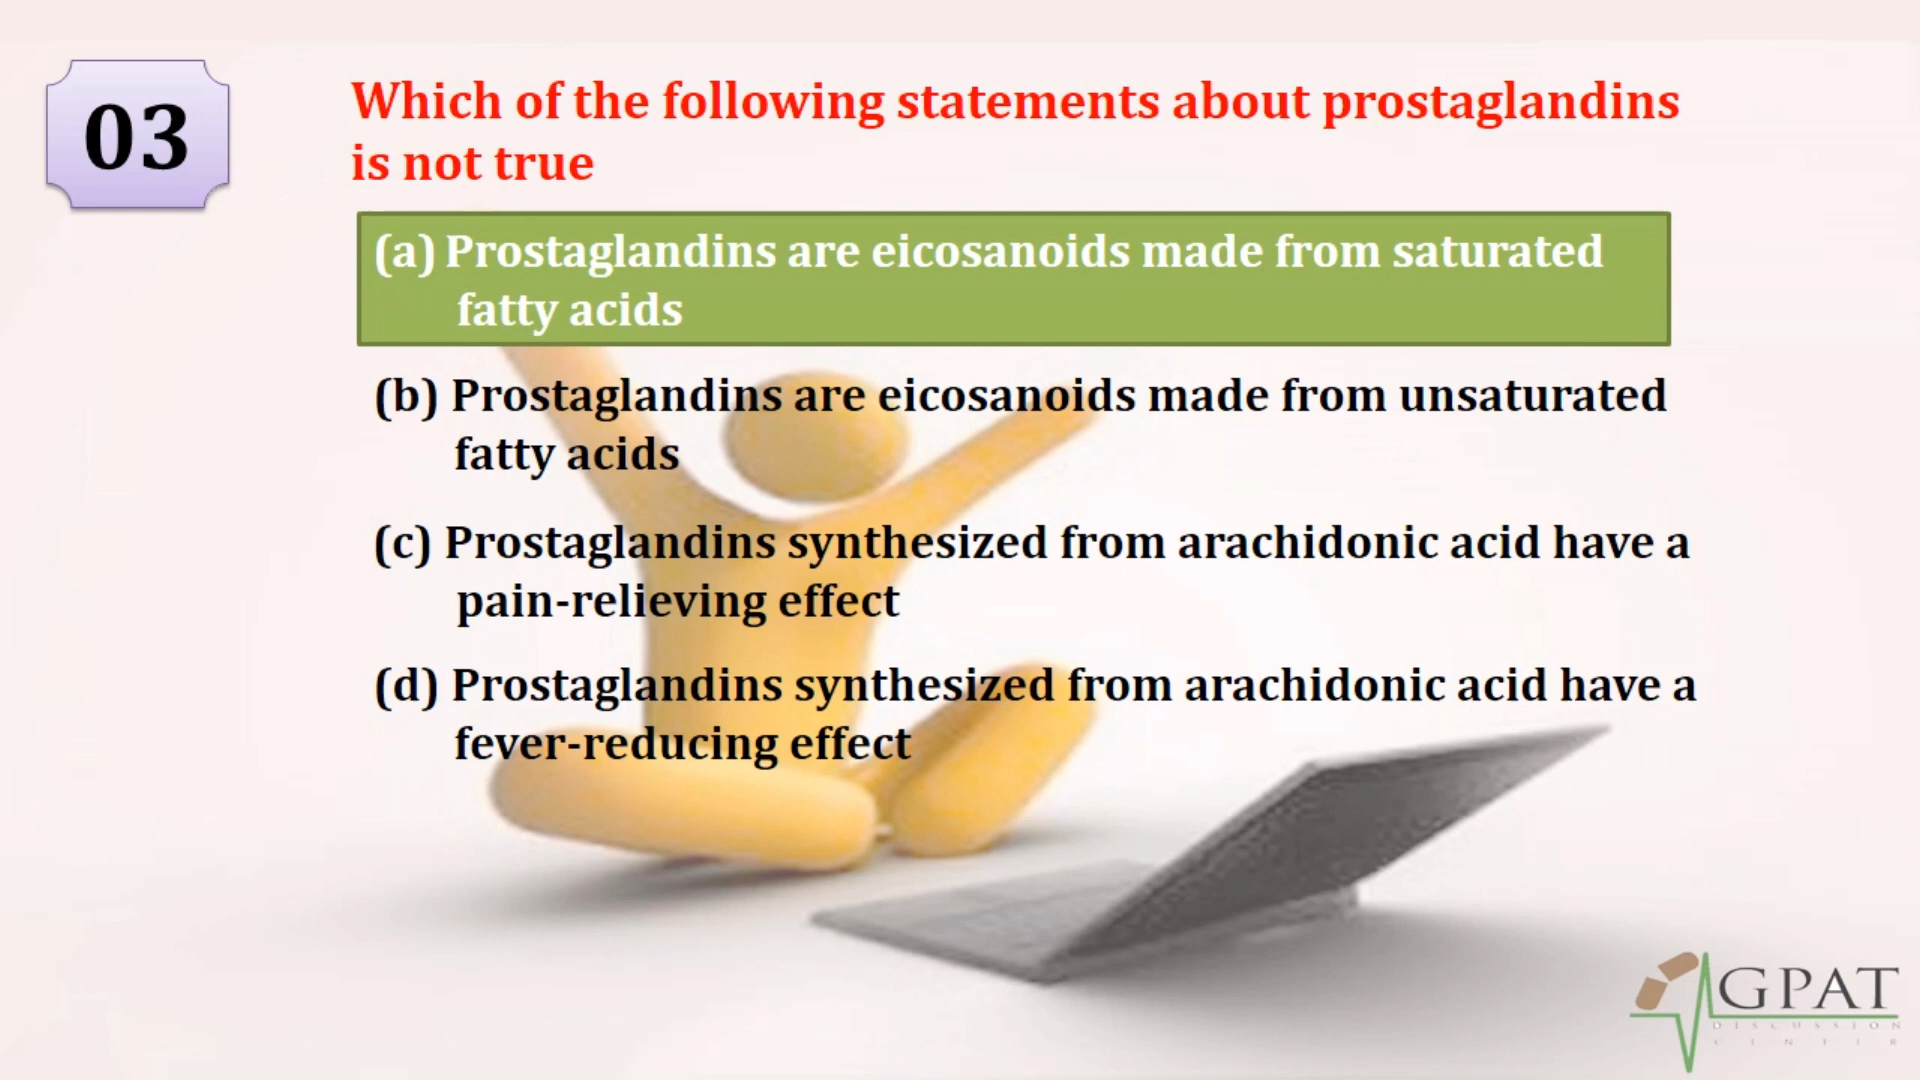 03
Which of the following statements about prostaglandins
is not true
(a) Prostaglandins are eicosanoids made from saturated
fatty acids
(b) Prostaglandins are eicosanoids made from unsaturated
fatty acids
(c) Prostaglandins synthesized from arachidonic acid have a
pain-relieving effect
(d) Prostaglandins synthesized from arachidonic acid have a
fever-reducing effect
GPAT
DISCUSSION
CENTER